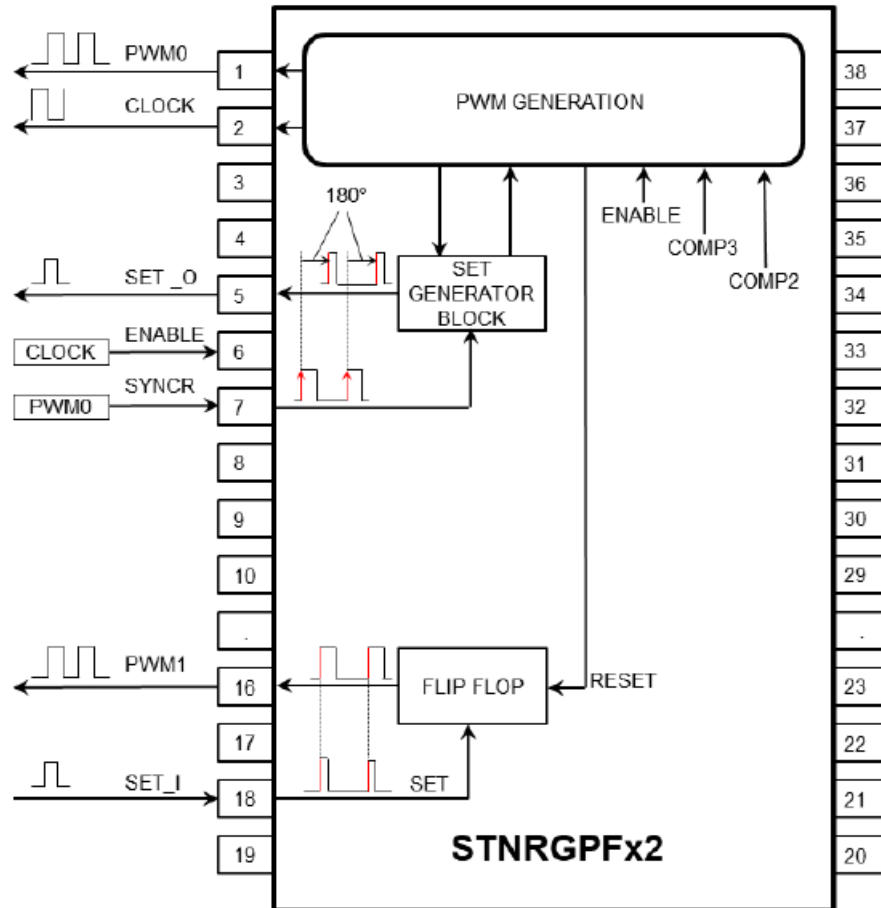 PWM0
1
38
PWM GENERATION
CLOCK
2
37
3
36
180°
ENABLE
4
35
COMP3
SET _O
5
SET
GENERATOR
BLOCK
COMP2
34
ENABLE
CLOCK
6
33
SYNCR
PWM0
7
32
8
31
9
30
10
29
.
.
PWM1
16
FLIP FLOP
RESET
23
17
22
SET_I
18
SET
21
19
STNRGPFx2
20